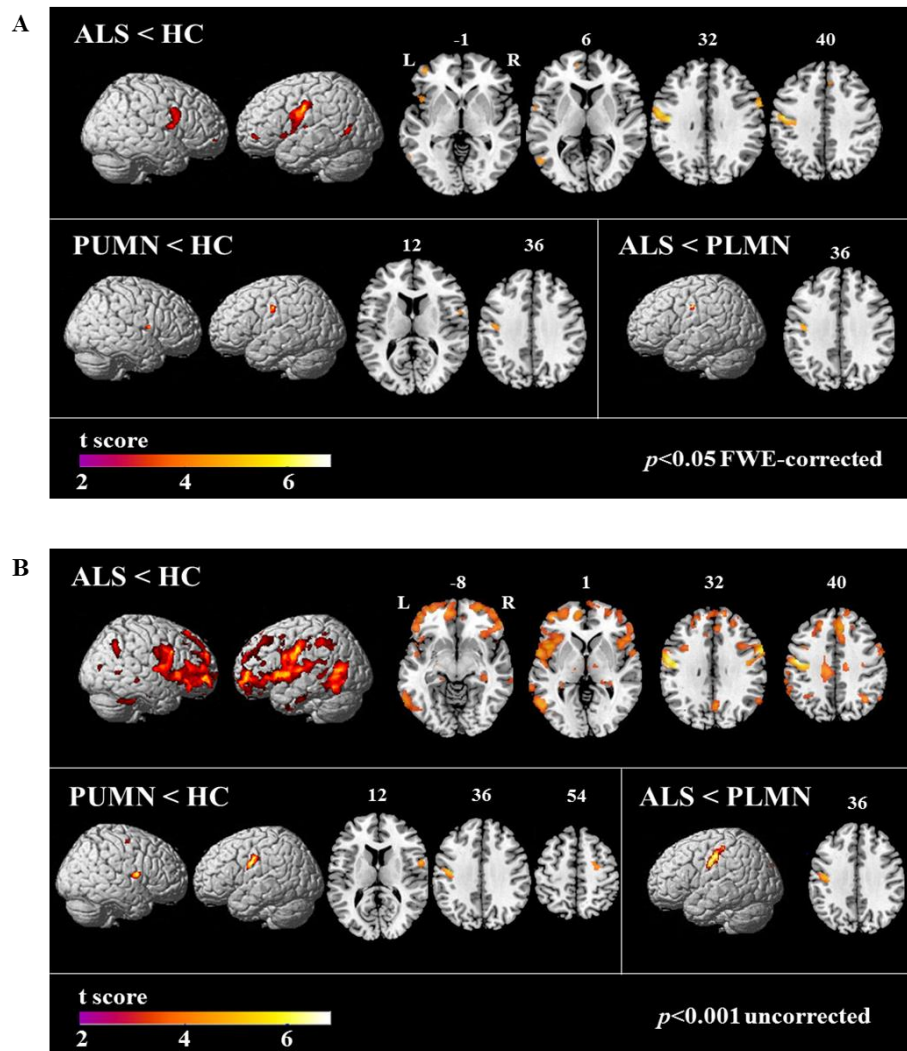 A
ALS < HC
-1 6 32 40
L R
PUMN < HC
12 36
ALS < PLMN
36
t score
2 4 6
p<0.05 FWE-corrected
B
ALS < HC
-8 1 32 40
L R
PUMN < HC
12 36 54
ALS < PLMN
36
t score
2 4 6
p<0.001 uncorrected